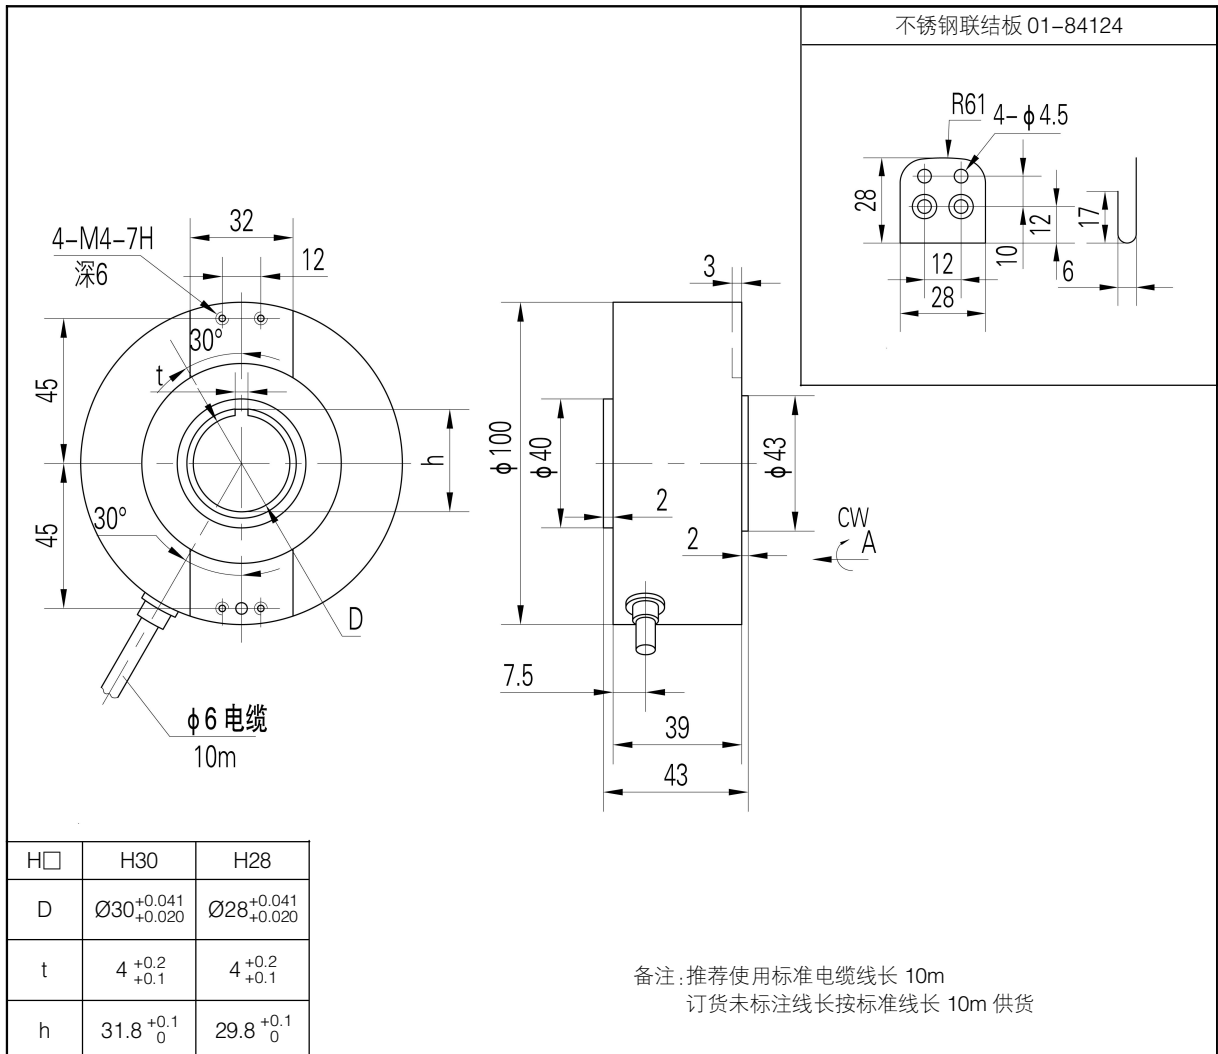 不锈钢联结板 01-84124
R61
4-ϕ4.5
28
17
12
10
12
28
6
32
4-M4-7H
深6
12
30°
t
45
h
45
30°
D
ϕ6 电缆
10m
3
ϕ100
ϕ40
ϕ43
2
2
CW
A
7.5
39
43
H□ H30 H28
D Ø30 +0.041 +0.020 Ø28 +0.041 +0.020
t 4 +0.2 +0.1 4 +0.2 +0.1
h 31.8 +0.1 0 29.8 +0.1 0
备注:推荐使用标准电缆线长 10m
订货未标注线长按标准线长 10m 供货